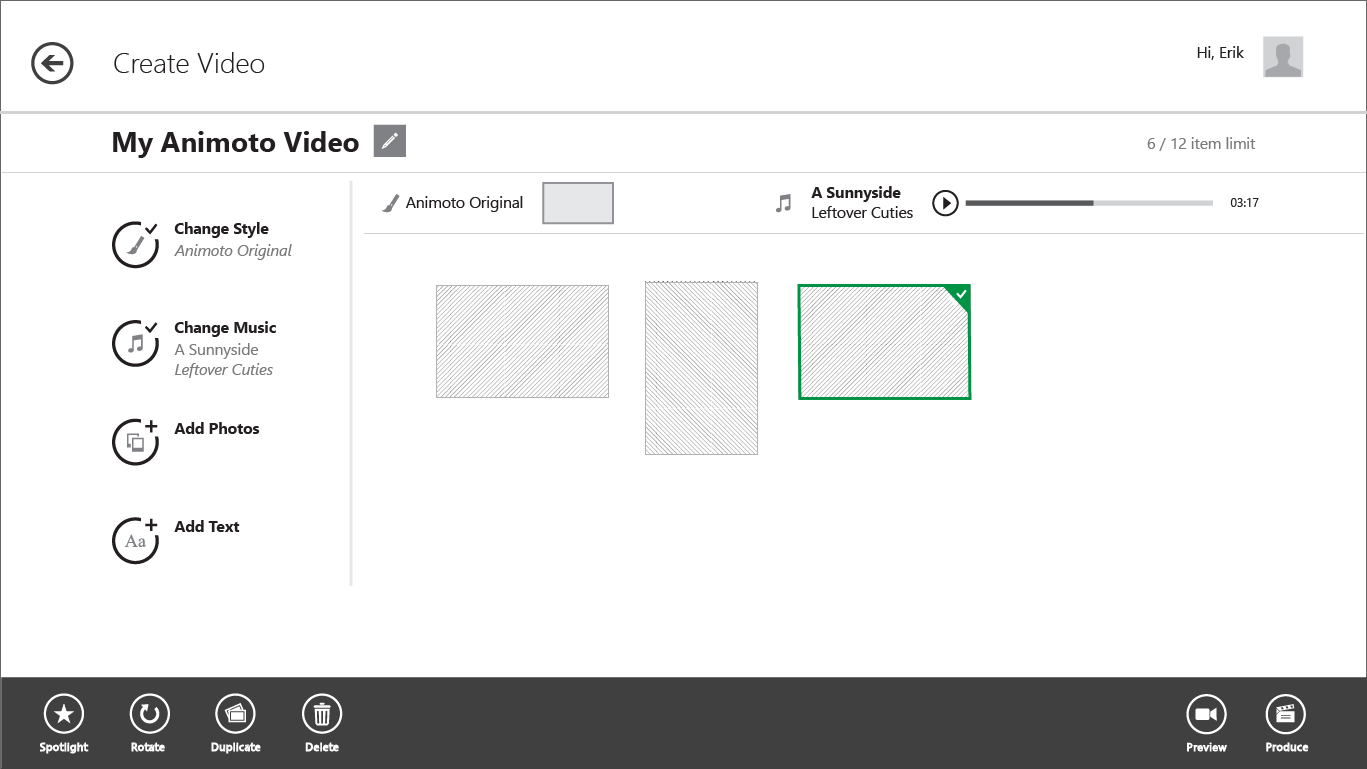 Create Video
Hi, Erik
My Animoto Video
6 / 12 item limit
Animoto Original
A Sunnyside
Leftover Cuties
03:17
Change Style
Animoto Original
Change Music
A Sunnyside
Leftover Cuties
Add Photos
Aa
Add Text
Spotlight
Rotate
Duplicate
Delete
Preview
Produce